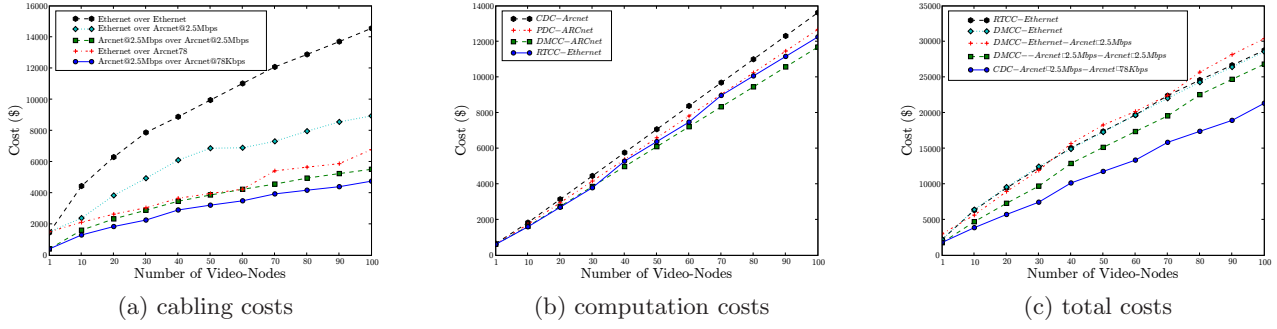 Ethernet over Ethernet
Ethernet over Arcnet@2.5Mbps
Arcnet@2.5Mbps over Arcnet@2.5Mbps
Ethernet over Arcnet78
Arcnet@2.5Mbps over Arcnet@78Kbps
16000
14000
12000
10000
8000
6000
4000
2000
0
Cost ($)
1 10 20 30 40 50 60 70 80 90 100
Number of Video-Nodes
(a) cabling costs
CDC-Arcnet
PDC-ARCnet
DMCC-ARCnet
RTCC-Ethernet
14000
12000
10000
8000
6000
4000
2000
0
Cost ($)
1 10 20 30 40 50 60 70 80 90 100
Number of Video-Nodes
(b) computation costs
RTCC-Ethernet
DMCC-Ethernet
DMCC-Ethernet-Arcnet□2.5Mbps
DMCC--Arcnet□2.5Mbps-Arcnet□2.5Mbps
CDC-Arcnet□2.5Mbps-Arcnet□78Kbps
35000
30000
25000
20000
15000
10000
5000
0
Cost ($)
1 10 20 30 40 50 60 70 80 90 100
Number of Video-Nodes
(c) total costs